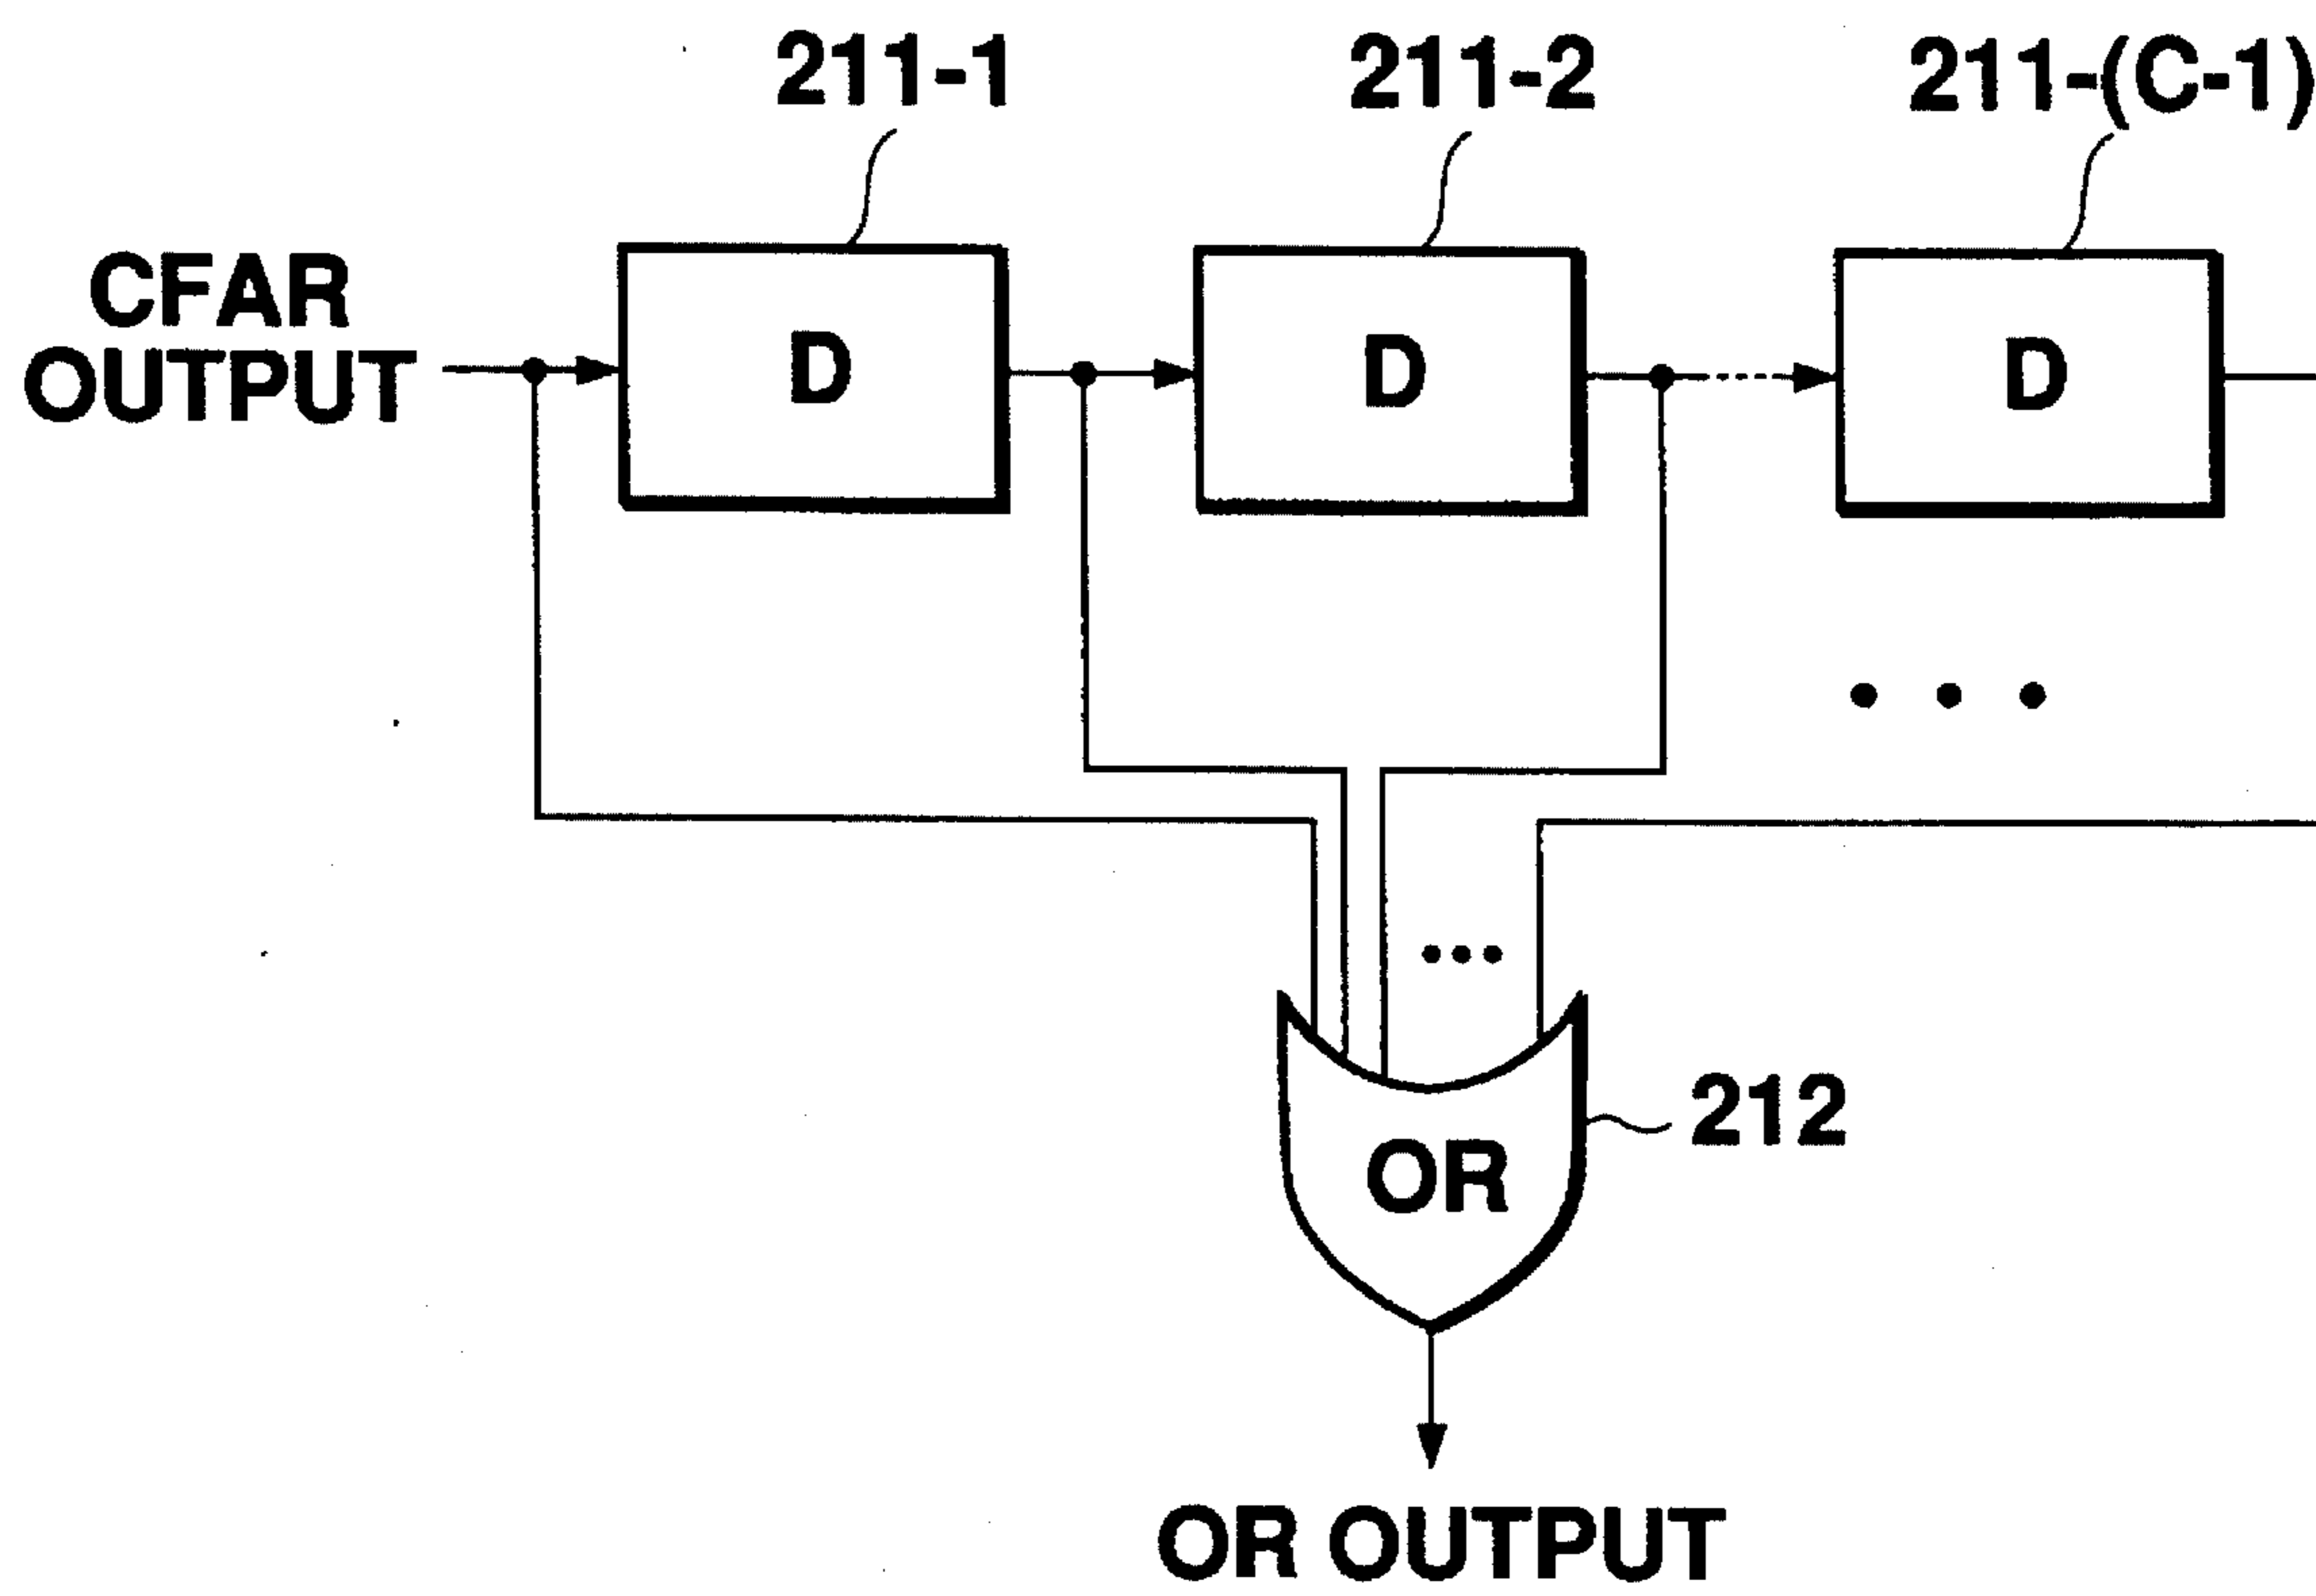 211-1
211-2
211-(C-1)
CFAR
OUTPUT
D
D
D
212
OR
OR OUTPUT